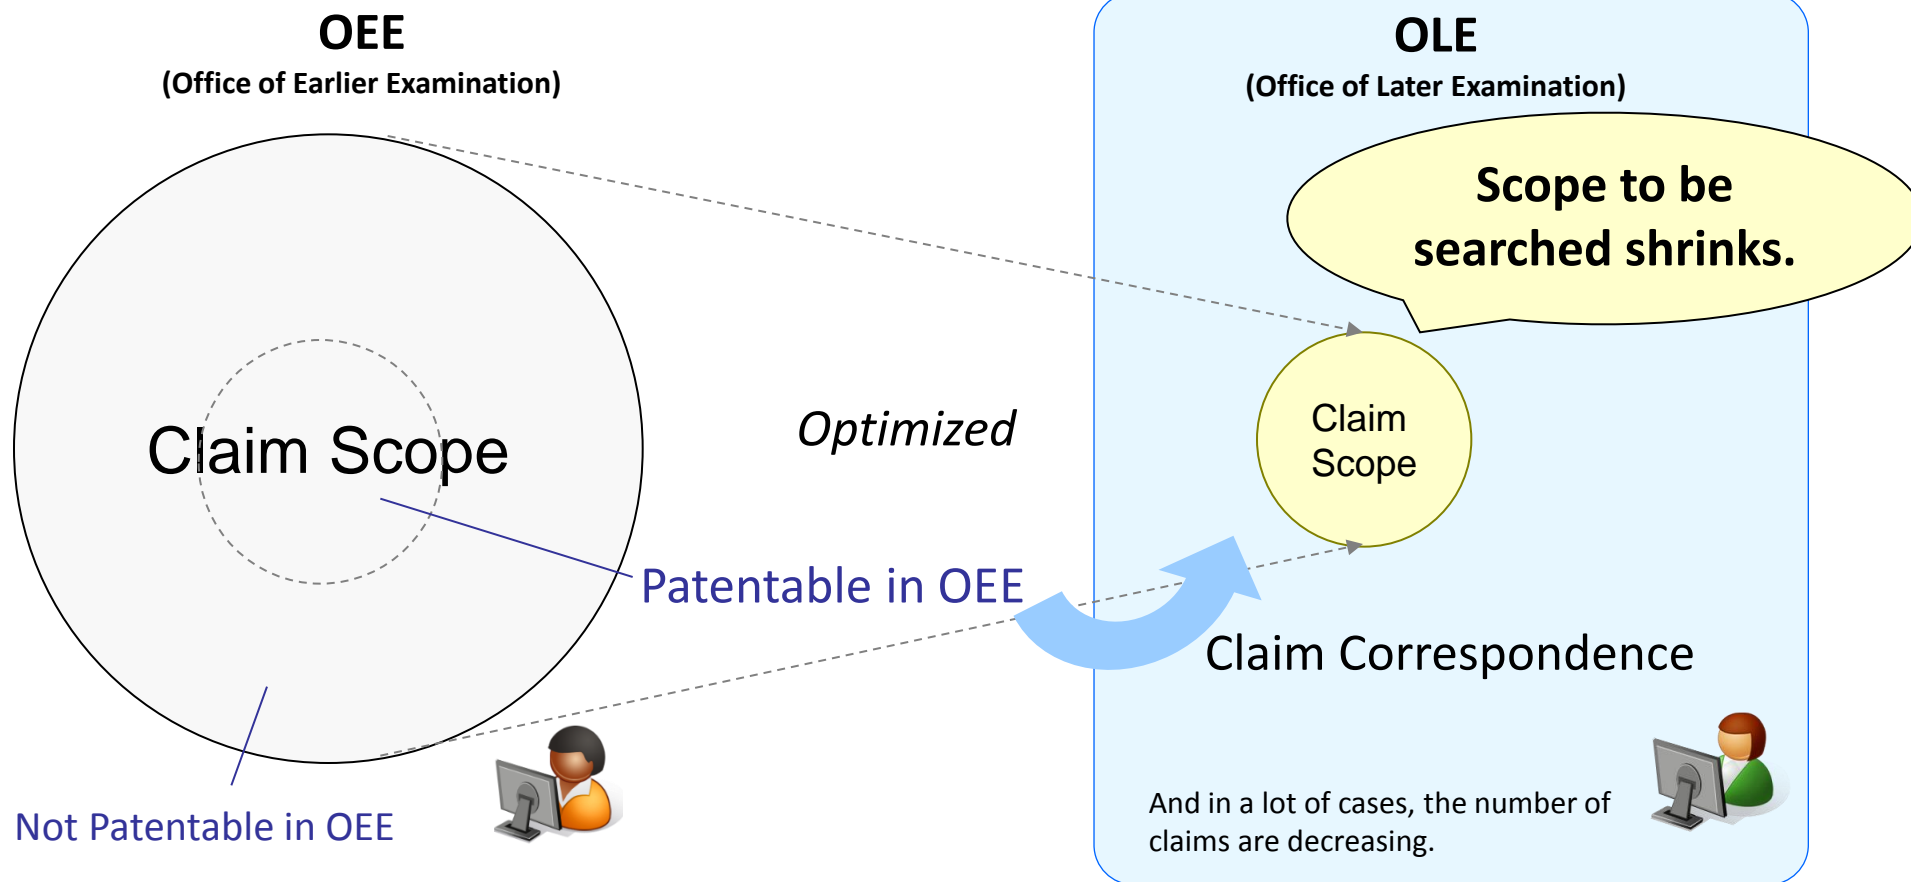 OEE
(Office of Earlier Examination)
Claim Scope
Patentable in OEE
Not Patentable in OEE
Optimized
OLE
(Office of Later Examination)
Scope to be
searched shrinks.
Claim
Scope
Claim Correspondence
And in a lot of cases, the number of
claims are decreasing.